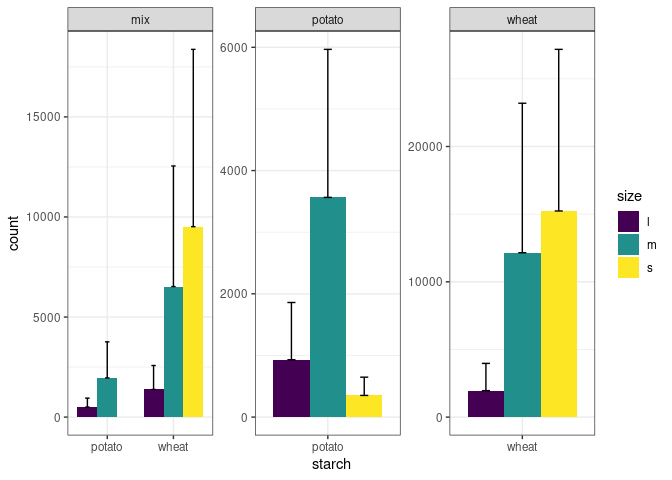 mix
potato
wheat
count
15000
10000
5000
0
6000
4000
2000
0
20000
10000
0
potato
wheat
potato
wheat
starch
size
l
m
s